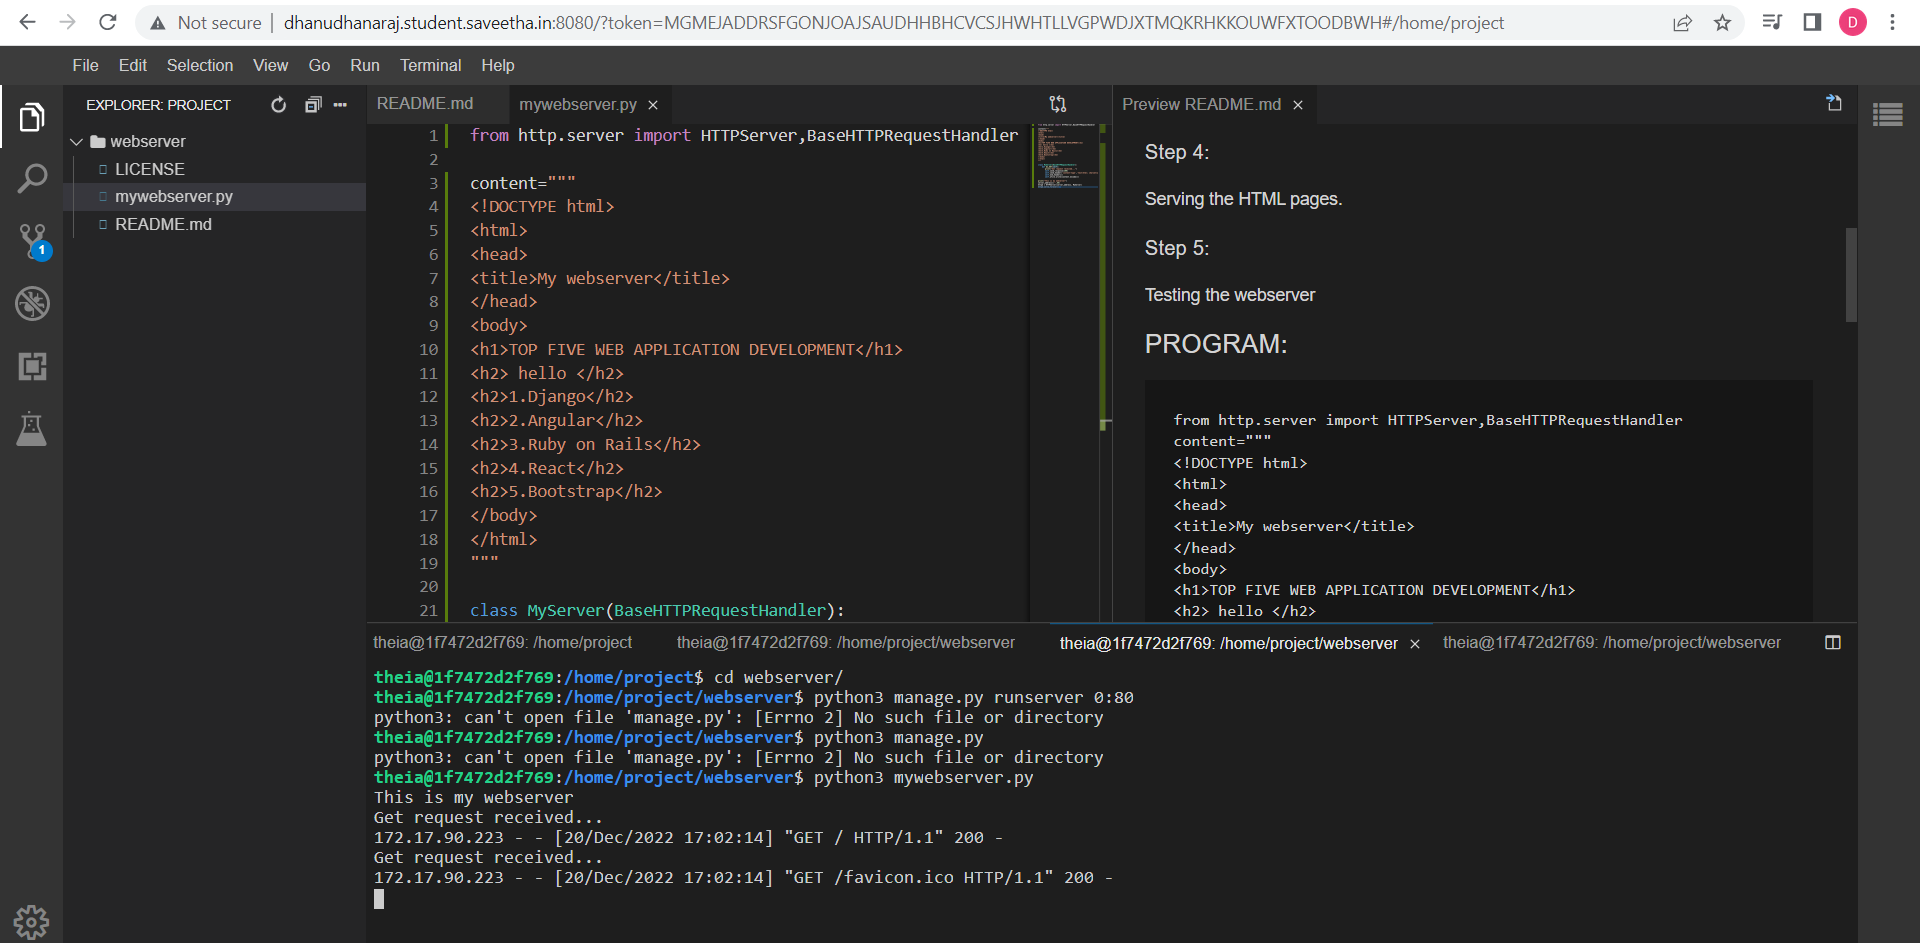 Not secure | dhanudhanaraj.student.saveetha.in:8080/?token=MGMEJADDRSFGONJOAJSAUDHHBHCVCSJHWHTLLVGPWDJXTMQKRHKKOUWFXTOODBWH#/home/project
D
File Edit Selection View Go Run Terminal Help
EXPLORER: PROJECT
webserver
LICENSE
mywebserver.py
README.md
1
README.md mywebserver.py
1 from http.server import HTTPServer,BaseHTTPRequestHandler
2
3 content="""
4 <!DOCTYPE html>
5 <html>
6 <head>
7 <title>My webserver</title>
8 </head>
9 <body>
10 <h1>TOP FIVE WEB APPLICATION DEVELOPMENT</h1>
11 <h2> hello </h2>
12 <h2>1.Django</h2>
13 <h2>2.Angular</h2>
14 <h2>3.Ruby on Rails</h2>
15 <h2>4.React</h2>
16 <h2>5.Bootstrap</h2>
17 </body>
18 </html>
19 """
20
21 class MyServer(BaseHTTPRequestHandler):
Preview README.md
Step 4:
Serving the HTML pages.
Step 5:
Testing the webserver
PROGRAM:
from http.server import HTTPServer,BaseHTTPRequestHandler
content="""
<!DOCTYPE html>
<html>
<head>
<title>My webserver</title>
</head>
<body>
<h1>TOP FIVE WEB APPLICATION DEVELOPMENT</h1>
<h2> hello </h2>
theia@1f7472d2f769: /home/project theia@1f7472d2f769: /home/project/webserver theia@1f7472d2f769: /home/project/webserver theia@1f7472d2f769: /home/project/webserver
theia@1f7472d2f769:/home/project$ cd webserver/
theia@1f7472d2f769:/home/project/webserver$ python3 manage.py runserver 0:80
python3: can't open file 'manage.py': [Errno 2] No such file or directory
theia@1f7472d2f769:/home/project/webserver$ python3 manage.py
python3: can't open file 'manage.py': [Errno 2] No such file or directory
theia@1f7472d2f769:/home/project/webserver$ python3 mywebserver.py
This is my webserver
Get request received...
172.17.90.223 - - [20/Dec/2022 17:02:14] "GET / HTTP/1.1" 200 -
Get request received...
172.17.90.223 - - [20/Dec/2022 17:02:14] "GET /favicon.ico HTTP/1.1" 200 -